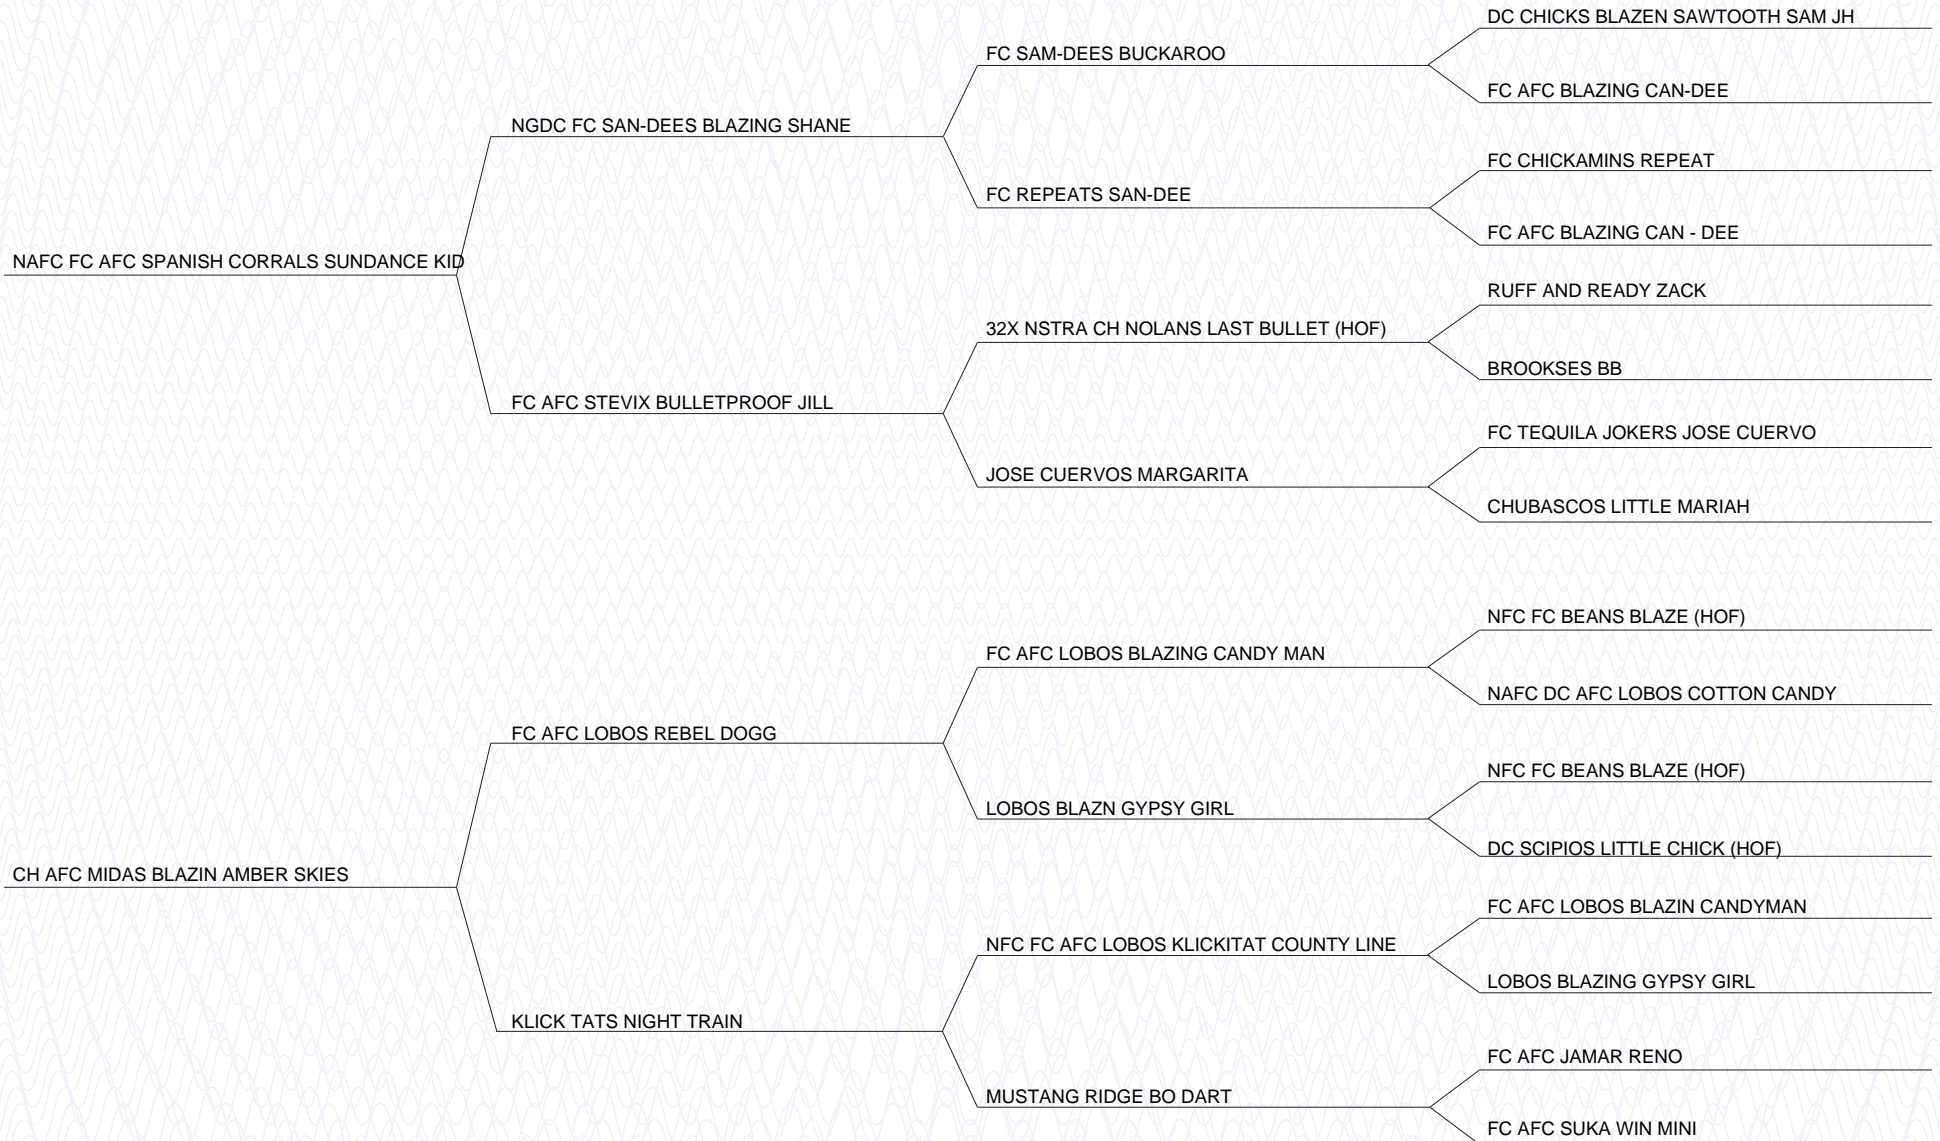 DC CHICKS BLAZEN SAWTOOTH SAM JH
FC SAM-DEES BUCKAROO
FC AFC BLAZING CAN-DEE
NGDC FC SAN-DEES BLAZING SHANE
FC CHICKAMINS REPEAT
FC REPEATS SAN-DEE
FC AFC BLAZING CAN - DEE
NAFC FC AFC SPANISH CORRALS SUNDANCE KID
RUFF AND READY ZACK
32X NSTRA CH NOLANS LAST BULLET (HOF)
BROOKSES BB
FC AFC STEVIX BULLETPROOF JILL
FC TEQUILA JOKERS JOSE CUERVO
JOSE CUERVOS MARGARITA
CHUBASCOS LITTLE MARIAH
NFC FC BEANS BLAZE (HOF)
FC AFC LOBOS BLAZING CANDY MAN
NAFC DC AFC LOBOS COTTON CANDY
FC AFC LOBOS REBEL DOGG
NFC FC BEANS BLAZE (HOF)
LOBOS BLAZN GYPSY GIRL
DC SCIPIOS LITTLE CHICK (HOF)
CH AFC MIDAS BLAZIN AMBER SKIES
FC AFC LOBOS BLAZIN CANDYMAN
NFC FC AFC LOBOS KLICKITAT COUNTY LINE
LOBOS BLAZING GYPSY GIRL
KLICK TATS NIGHT TRAIN
FC AFC JAMAR RENO
MUSTANG RIDGE BO DART
FC AFC SUKA WIN MINI